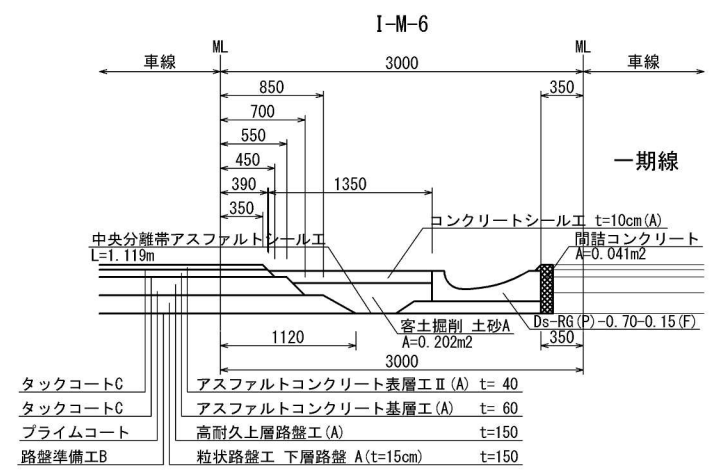 I-M-6
ML
ML
車線
3000
車線
850
350
700
550
一期線
450
390
1350
350
コンクリートシール工 t=10cm(A)
中央分離帯アスファルトシール工
L=1.119m
間詰コンクリート
A=0.041m2
客土掘削 土砂A
A=0.202m2
Ds-RG(P)-0.70-0.15(F)
1120
350
3000
タックコートC
アスファルトコンクリート表層工Ⅱ(A) t= 40
タックコートC
アスファルトコンクリート基層工(A) t= 60
プライムコート
高耐久上層路盤工(A) t=150
路盤準備工B
粒状路盤工 下層路盤 A(t=15cm) t=150